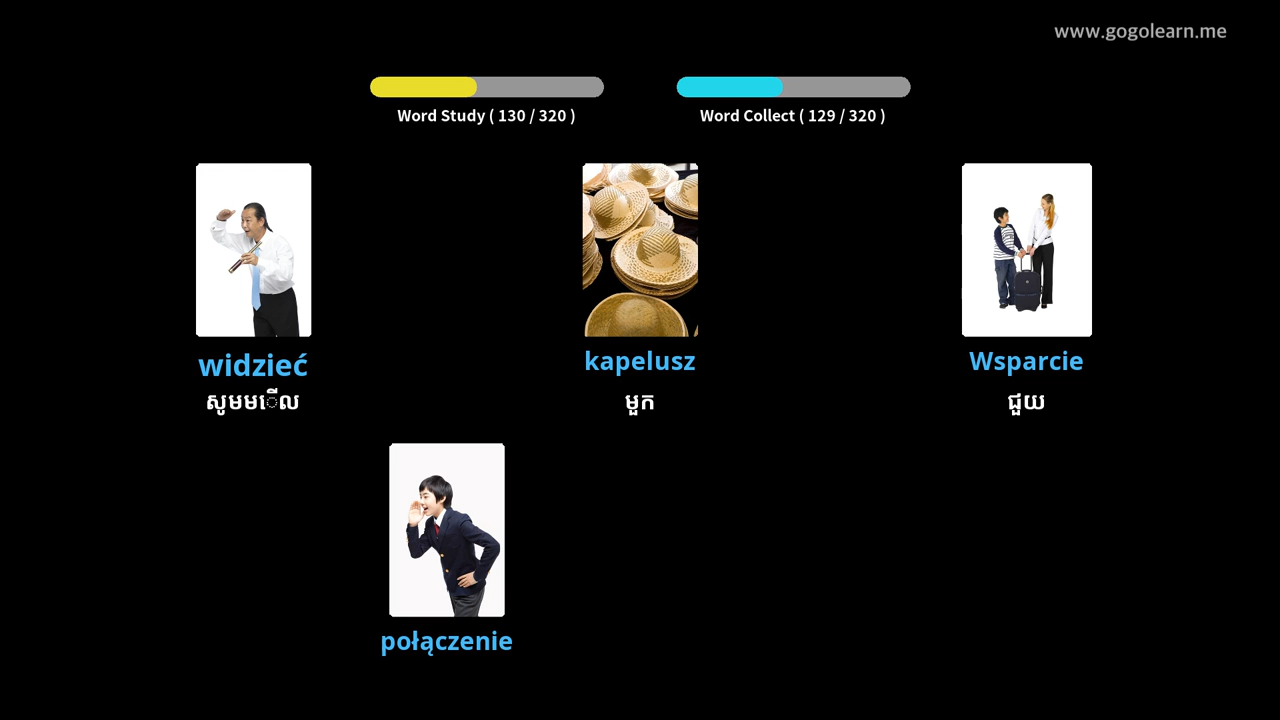 www.gogolearn.me
Word Study ( 130 / 320 )
Word Collect ( 129 / 320 )
widzieć
kapelusz
Wsparcie
សូមមេីល
មួក
ជួយ
połączenie